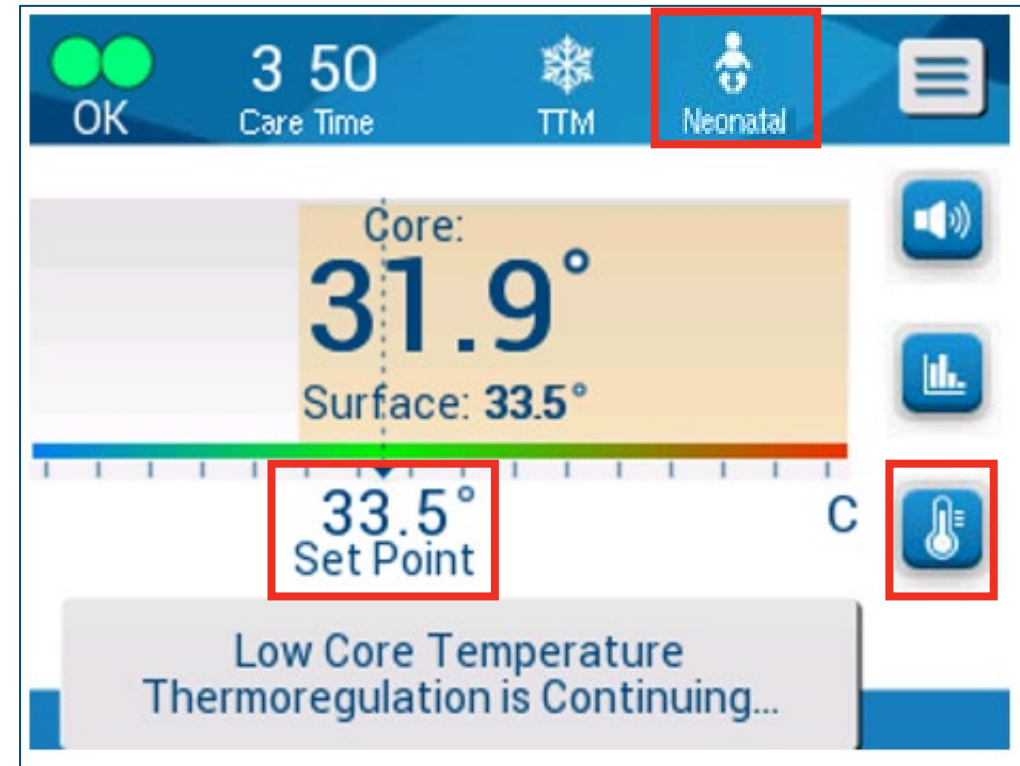 OK
3 50
Care Time
TTM
Neonatal
Core:
31.9°
Surface: 33.5°
33.5°
Set Point
C
Low Core Temperature
Thermoregulation is Continuing...